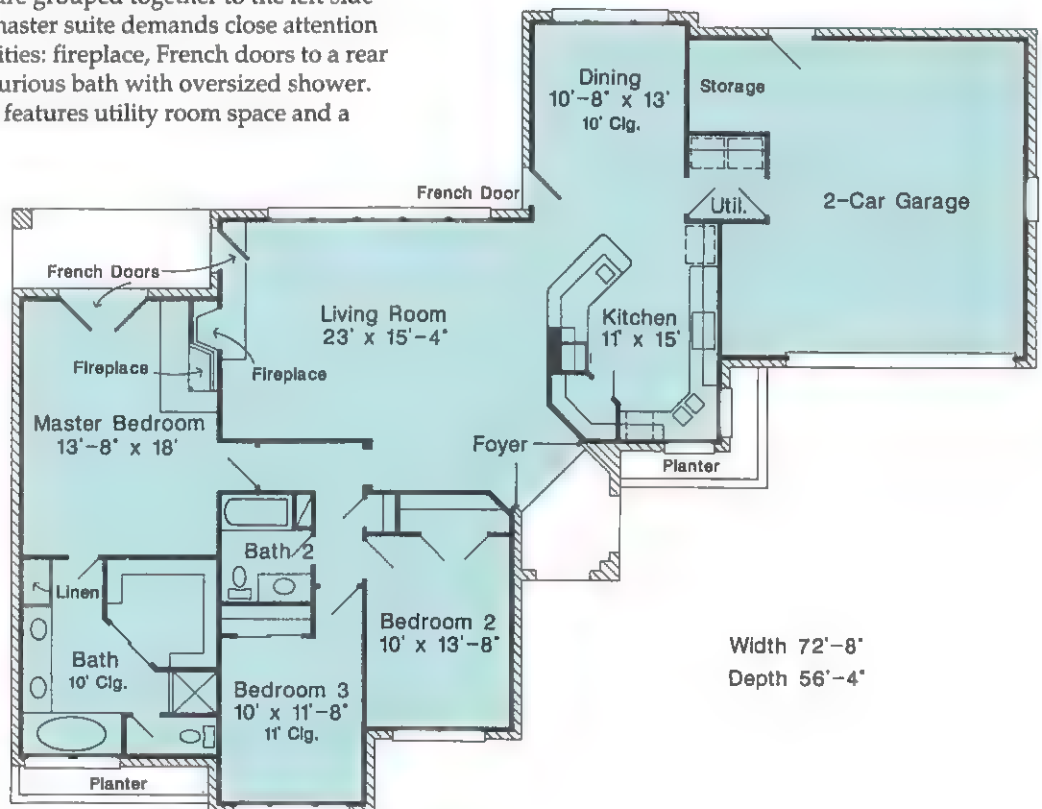 are grouped together to the left side
master suite demands close attention
ities: fireplace, French doors to a rear
urious bath with oversized shower.
features utility room space and a
Dining
10'-8" x 13'
10' Clg.
Storage
French Door
Util.
2-Car Garage
French Doors
Living Room
23' x 15'-4"
Kitchen
11' x 15'
Fireplace
Fireplace
Master Bedroom
13'-8" x 18'
Foyer
Planter
Bath 2
Linen
Bedroom 2
10' x 13'-8"
Width 72'-8"
Depth 56'-4"
Bath
10' Clg.
Bedroom 3
10' x 11'-8"
11' Clg.
Planter